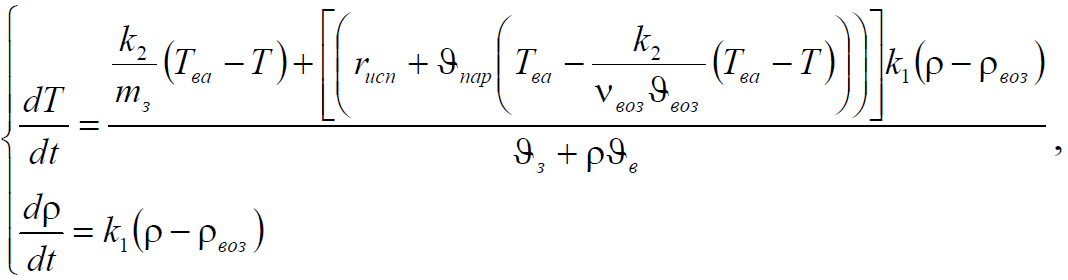 dT/dt = (k₂/m_з (T_ва − T) + [((r_исп + ϑ_пар (T_ва − k₂/(ν_воз ϑ_воз) (T_ва − T))))] k₁(ρ − ρ_воз)) / (ϑ_з + ρϑ_в),
dρ/dt = k₁(ρ − ρ_воз)